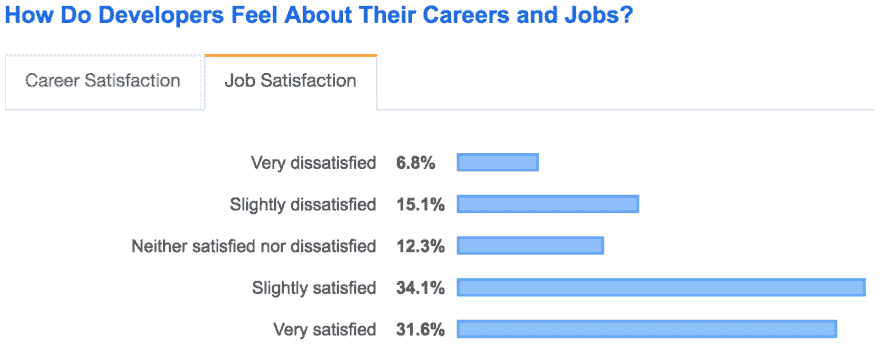 How Do Developers Feel About Their Careers and Jobs?
Career Satisfaction
Job Satisfaction
Very dissatisfied 6.8%
Slightly dissatisfied 15.1%
Neither satisfied nor dissatisfied 12.3%
Slightly satisfied 34.1%
Very satisfied 31.6%